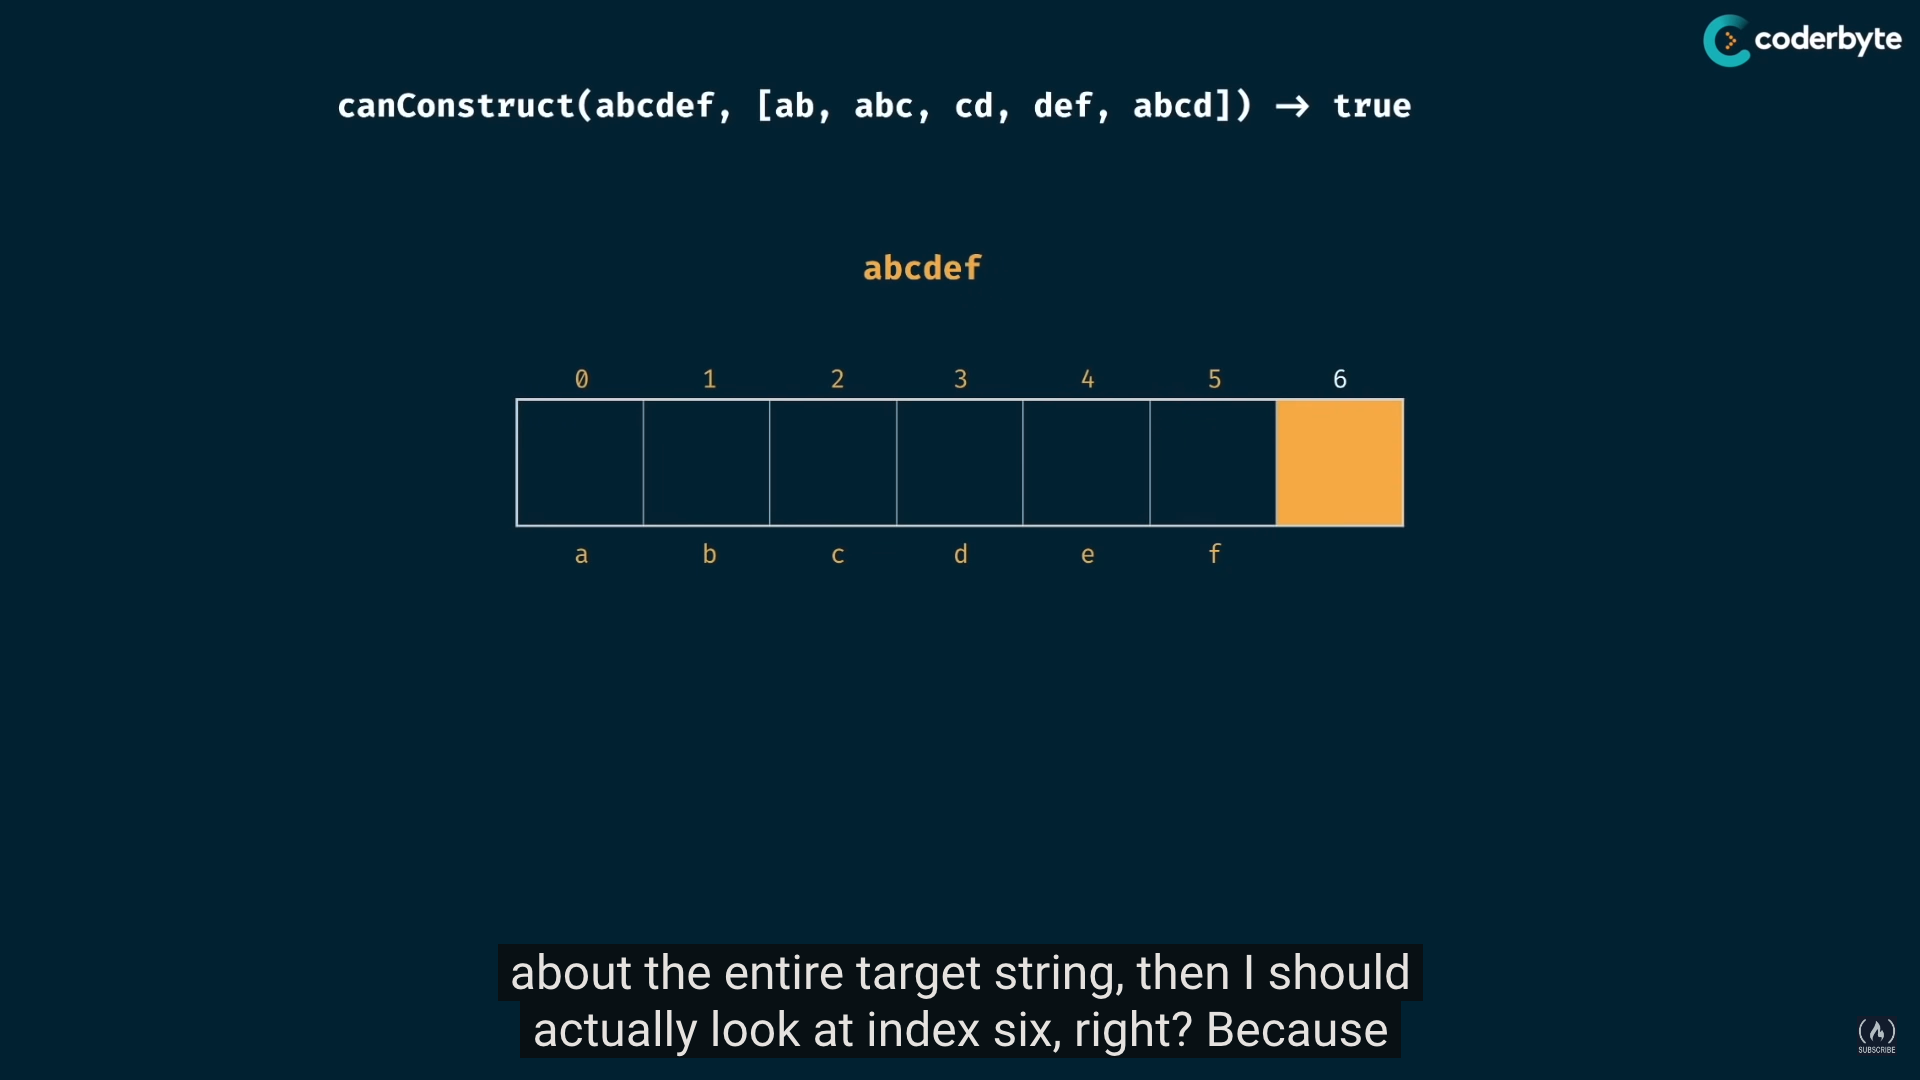 coderbyte
canConstruct(abcdef, [ab, abc, cd, def, abcd]) → true
abcdef
0 1 2 3 4 5 6
a b c d e f
about the entire target string, then I should
actually look at index six, right? Because
SUBSCRIBE